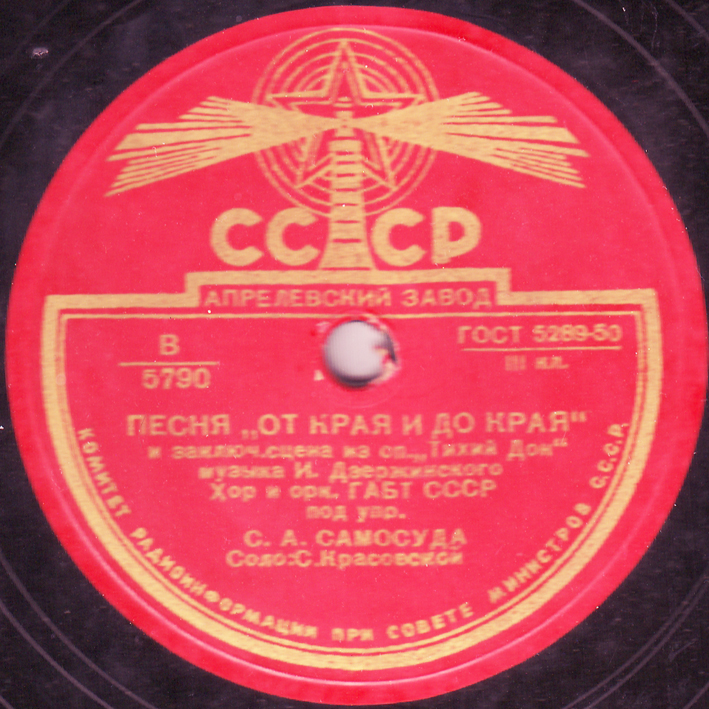 СССР
АПРЕЛЕВСКИЙ ЗАВОД
В
5790
ГОСТ 5289-50
III кл.
ПЕСНЯ „ОТ КРАЯ И ДО КРАЯ“
и заключ.сцена из оп. „Тихий Дон“
музыка И. Дзержинского
Хор и орк. ГАБТ СССР
под упр.
С. А. САМОСУДА
Соло:С.Красовской
КОМИТЕТ РАДИОИНФОРМАЦИИ ПРИ СОВЕТЕ МИНИСТРОВ С.С.С.Р.